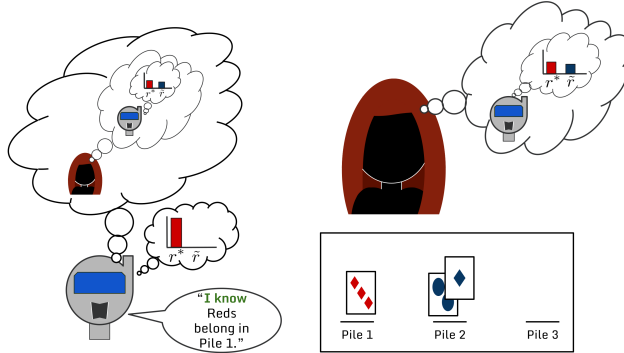 r* r̃
r* r̃
r* r̃
“I know
Reds
belong in
Pile 1.”
Pile 1 Pile 2 Pile 3